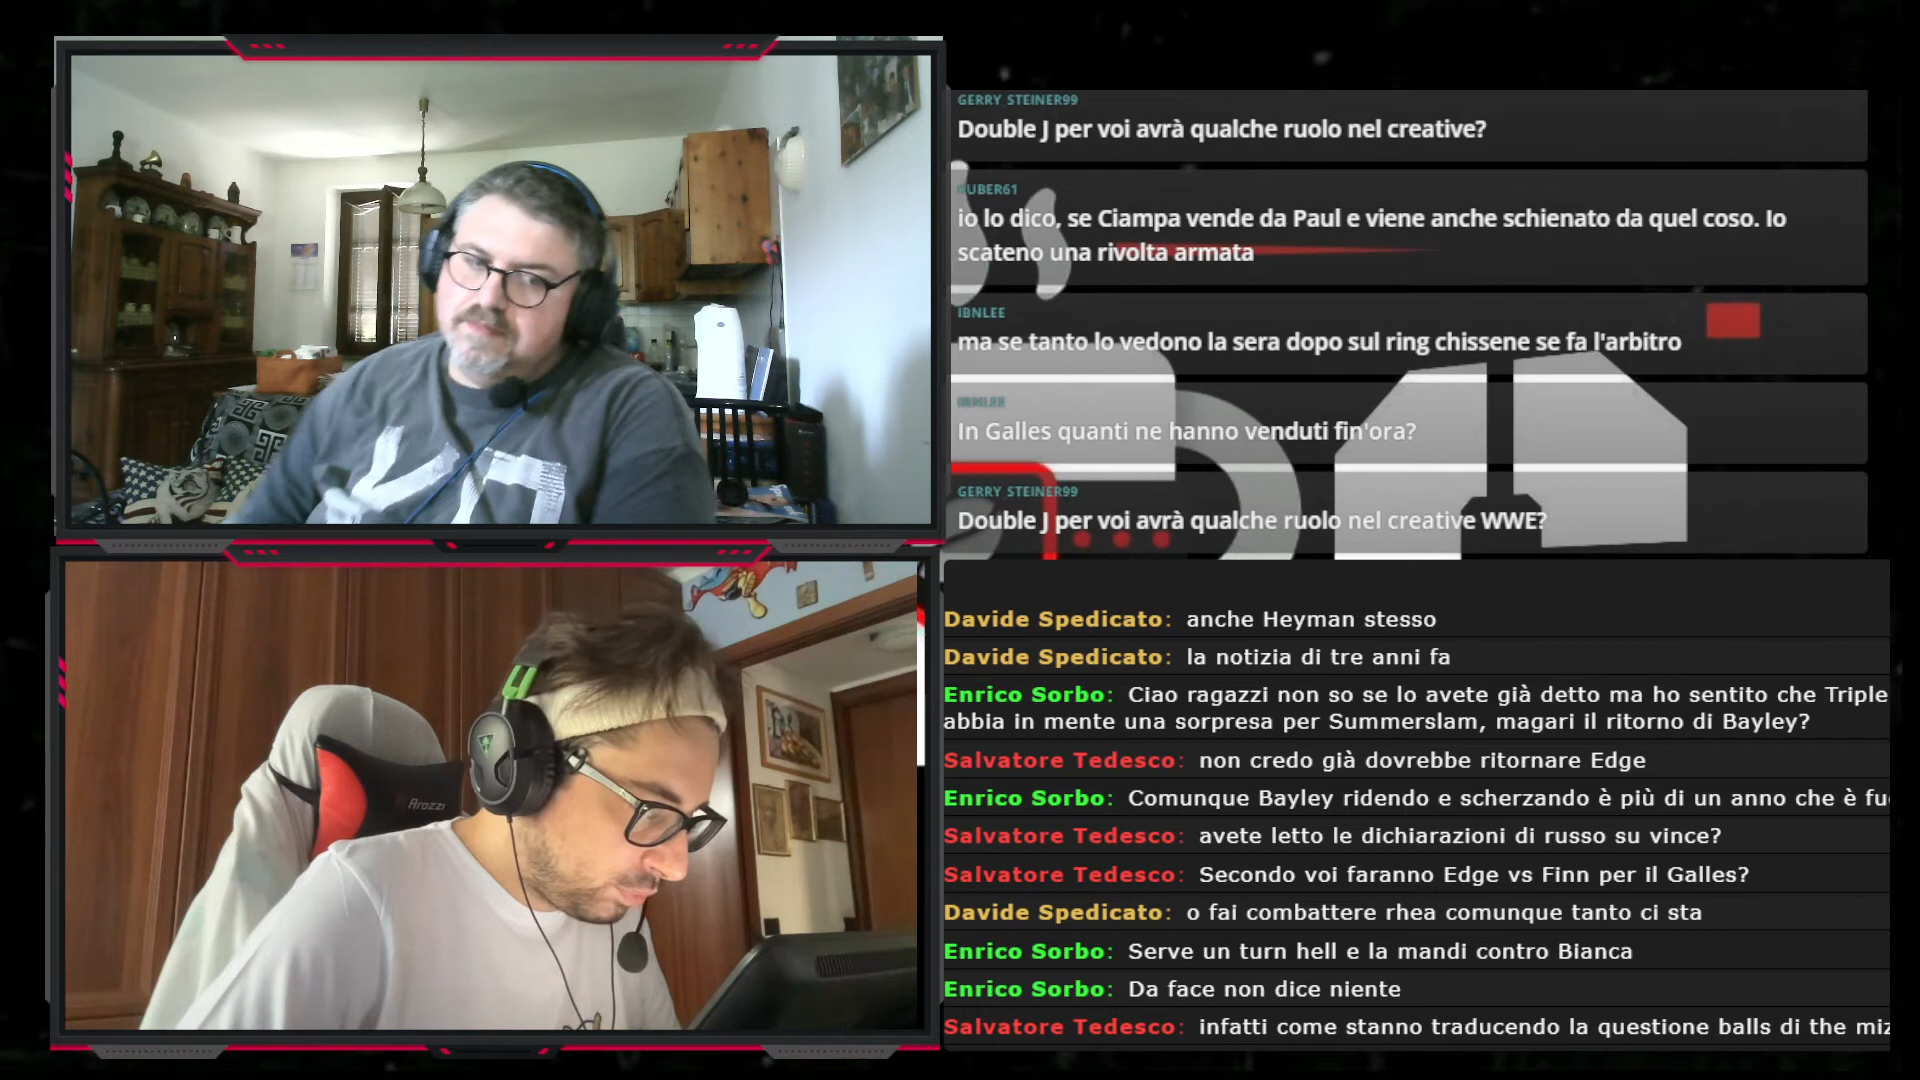 GERRY STEINER99
Double J per voi avrà qualche ruolo nel creative?
UBER61
io lo dico, se Ciampa vende da Paul e viene anche schienato da quel coso. Io
scateno una rivolta armata
IBNLEE
ma se tanto lo vedono la sera dopo sul ring chissene se fa l'arbitro
IBNLEE
In Galles quanti ne hanno venduti fin'ora?
GERRY STEINER99
Double J per voi avrà qualche ruolo nel creative WWE?
Davide Spedicato: anche Heyman stesso
Davide Spedicato: la notizia di tre anni fa
Enrico Sorbo: Ciao ragazzi non so se lo avete già detto ma ho sentito che Triple
abbia in mente una sorpresa per Summerslam, magari il ritorno di Bayley?
Salvatore Tedesco: non credo già dovrebbe ritornare Edge
Enrico Sorbo: Comunque Bayley ridendo e scherzando è più di un anno che è fu
Salvatore Tedesco: avete letto le dichiarazioni di russo su vince?
Salvatore Tedesco: Secondo voi faranno Edge vs Finn per il Galles?
Davide Spedicato: o fai combattere rhea comunque tanto ci sta
Enrico Sorbo: Serve un turn hell e la mandi contro Bianca
Enrico Sorbo: Da face non dice niente
Salvatore Tedesco: infatti come stanno traducendo la questione balls di the miz
Arozzi